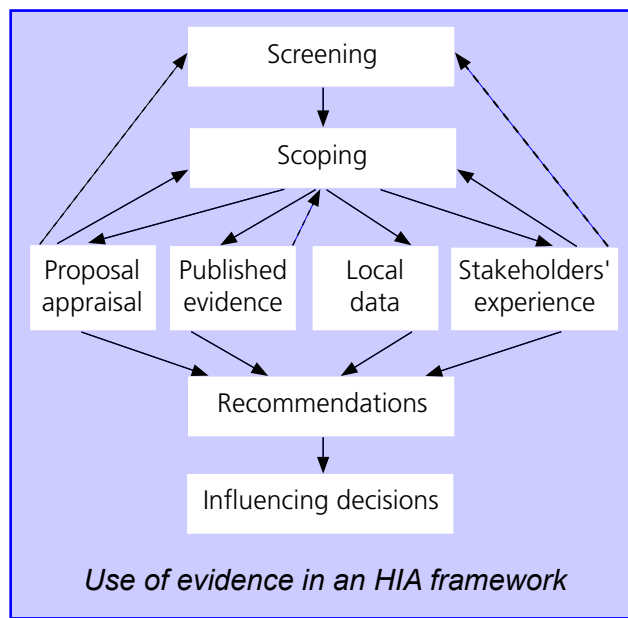 Screening
Scoping
Proposal
appraisal
Published
evidence
Local
data
Stakeholders'
experience
Recommendations
Influencing decisions
Use of evidence in an HIA framework